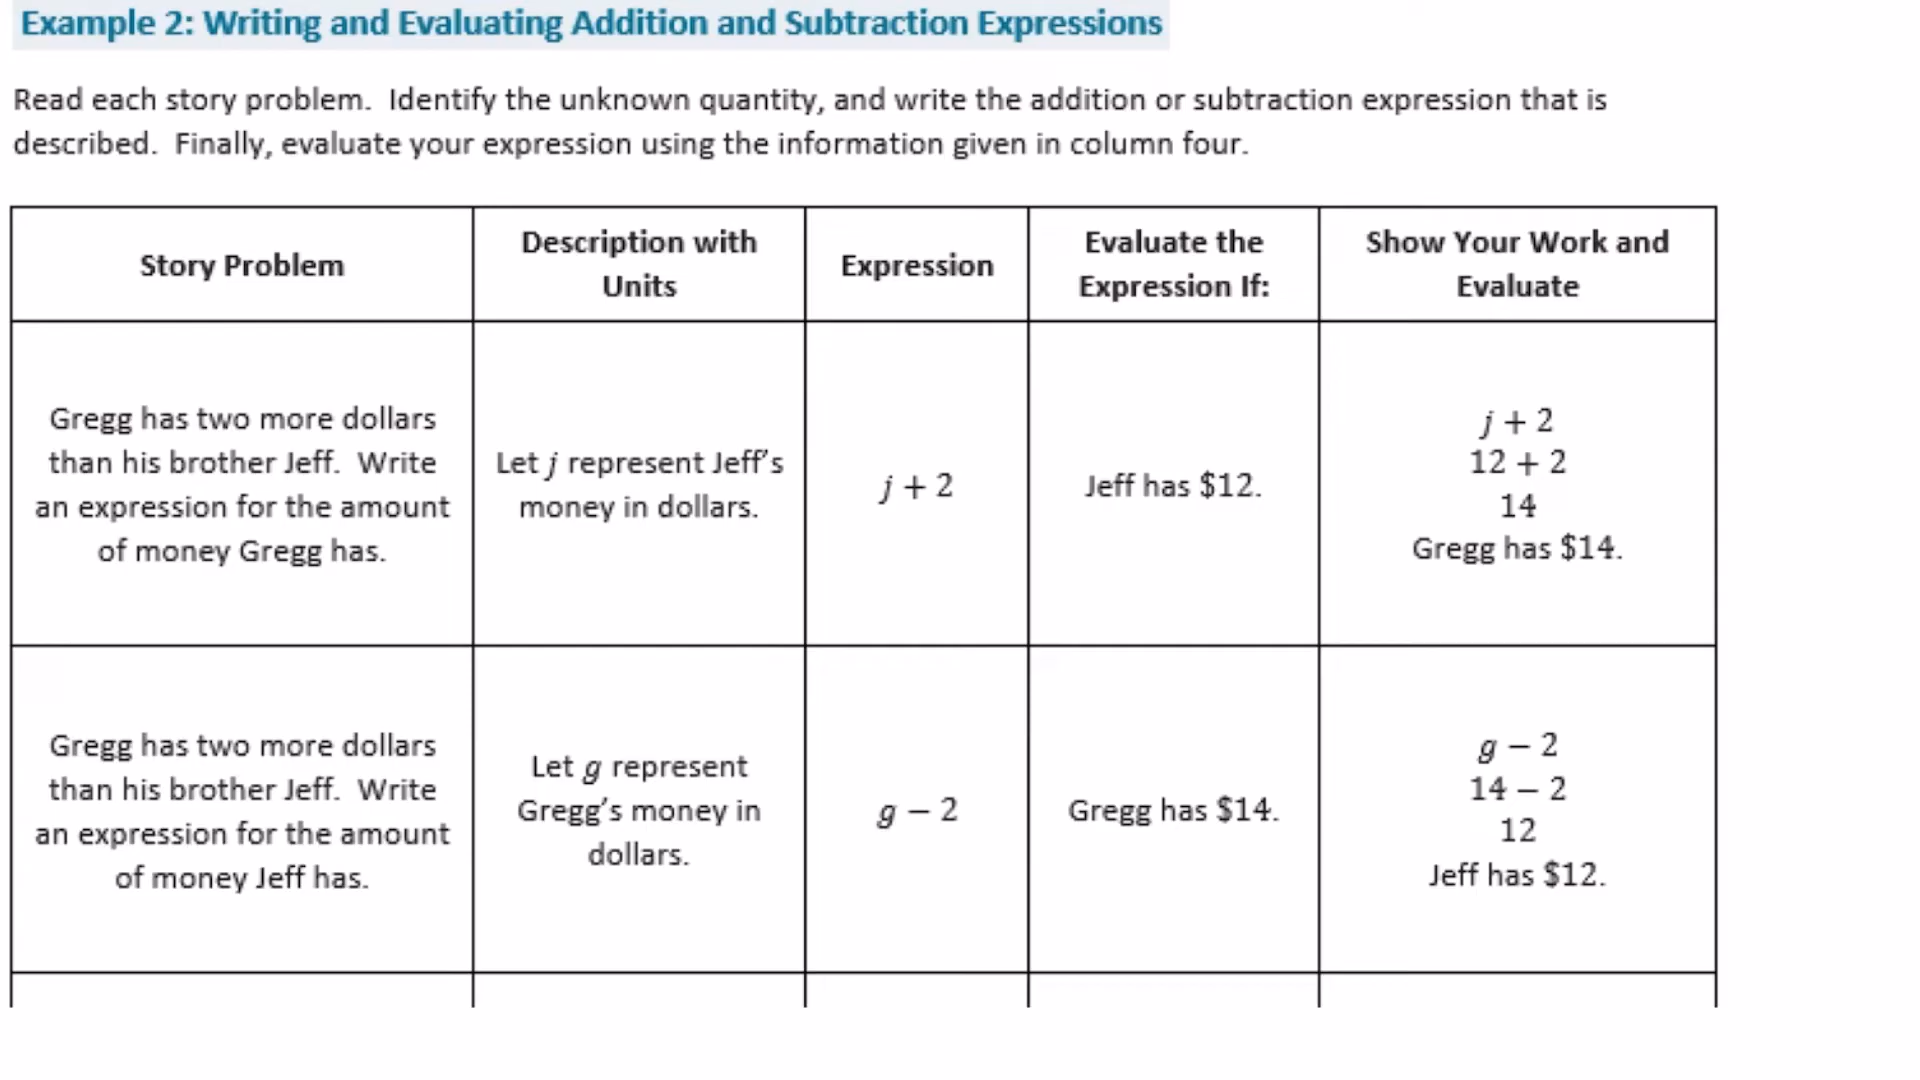 Example 2: Writing and Evaluating Addition and Subtraction Expressions
Read each story problem.  Identify the unknown quantity, and write the addition or subtraction expression that is
described.  Finally, evaluate your expression using the information given in column four.
Story Problem
Description with
Units
Expression
Evaluate the
Expression If:
Show Your Work and
Evaluate
Gregg has two more dollars
than his brother Jeff.  Write
an expression for the amount
of money Gregg has.
Let j represent Jeff’s
money in dollars.
j + 2
Jeff has $12.
j + 2
12 + 2
14
Gregg has $14.
Gregg has two more dollars
than his brother Jeff.  Write
an expression for the amount
of money Jeff has.
Let g represent
Gregg’s money in
dollars.
g − 2
Gregg has $14.
g − 2
14 − 2
12
Jeff has $12.